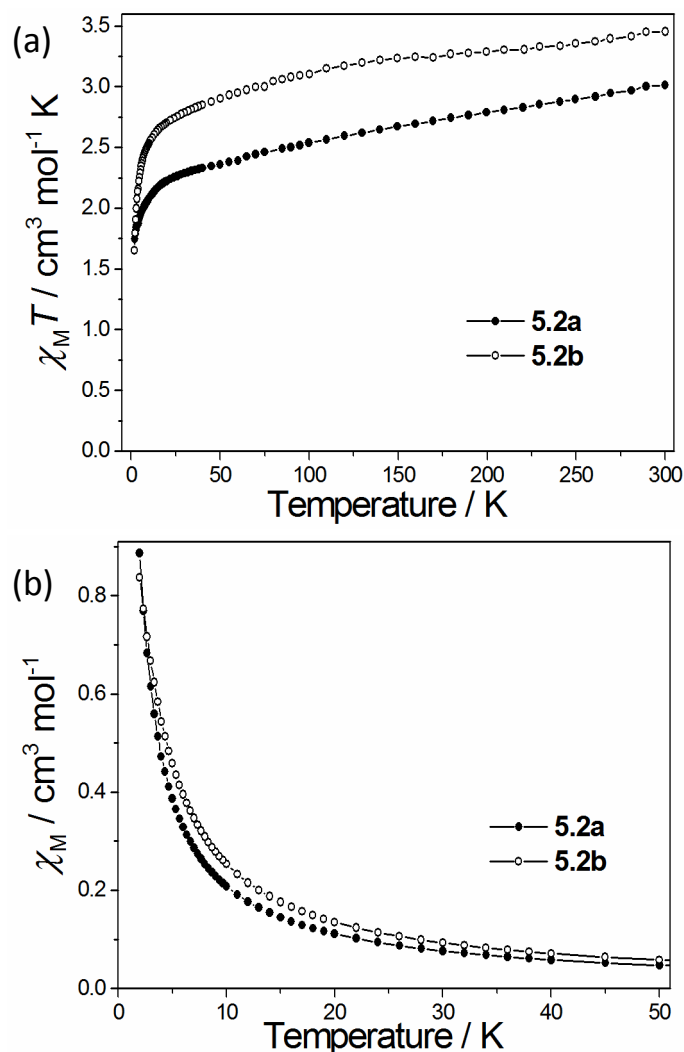 (a)
3.5
3.0
2.5
2.0
1.5
1.0
0.5
0.0
χ_M T / cm³ mol⁻¹ K
5.2a
5.2b
0 50 100 150 200 250 300
Temperature / K
(b)
0.8
0.6
0.4
0.2
0.0
χ_M / cm³ mol⁻¹
5.2a
5.2b
0 10 20 30 40 50
Temperature / K